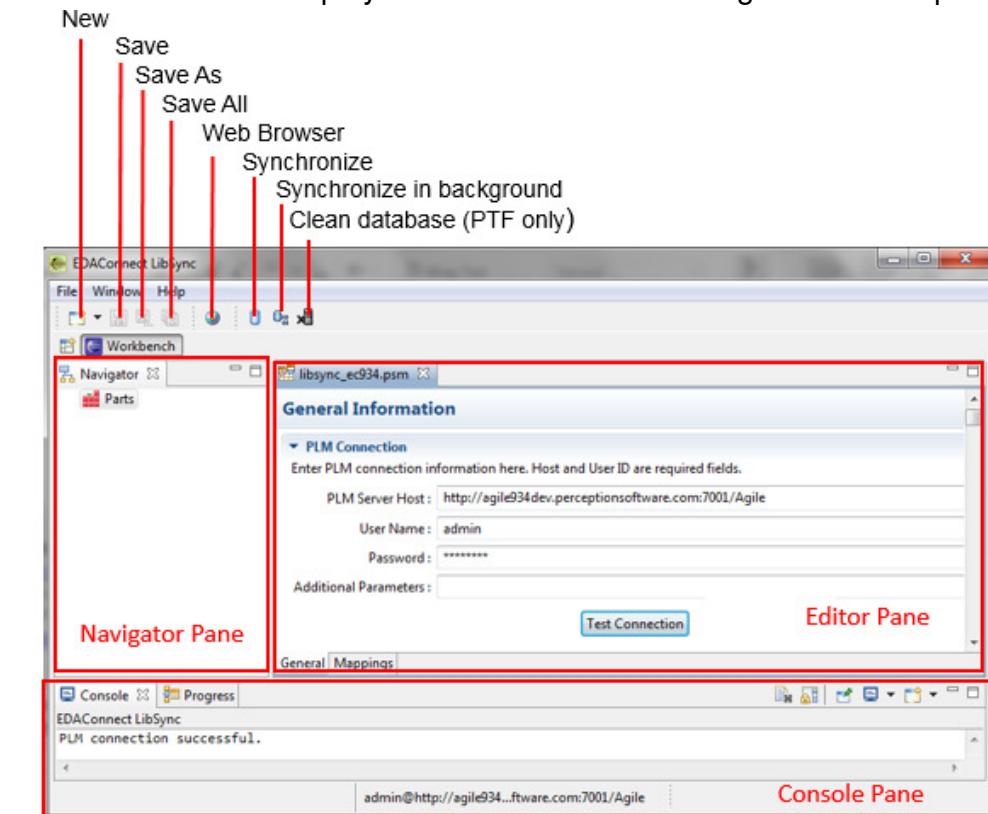 New
Save
Save As
Save All
Web Browser
Synchronize
Synchronize in background
Clean database (PTF only)
EDAConnect LibSync
File Window Help
Workbench
Navigator
Parts
libsync_ec934.psm
General Information
PLM Connection
Enter PLM connection information here. Host and User ID are required fields.
PLM Server Host : http://agile934dev.perceptionsoftware.com:7001/Agile
User Name : admin
Password : ********
Additional Parameters :
Test Connection
Navigator Pane
Editor Pane
General Mappings
Console Progress
EDAConnect LibSync
PLM connection successful.
admin@http://agile934...ftware.com:7001/Agile
Console Pane